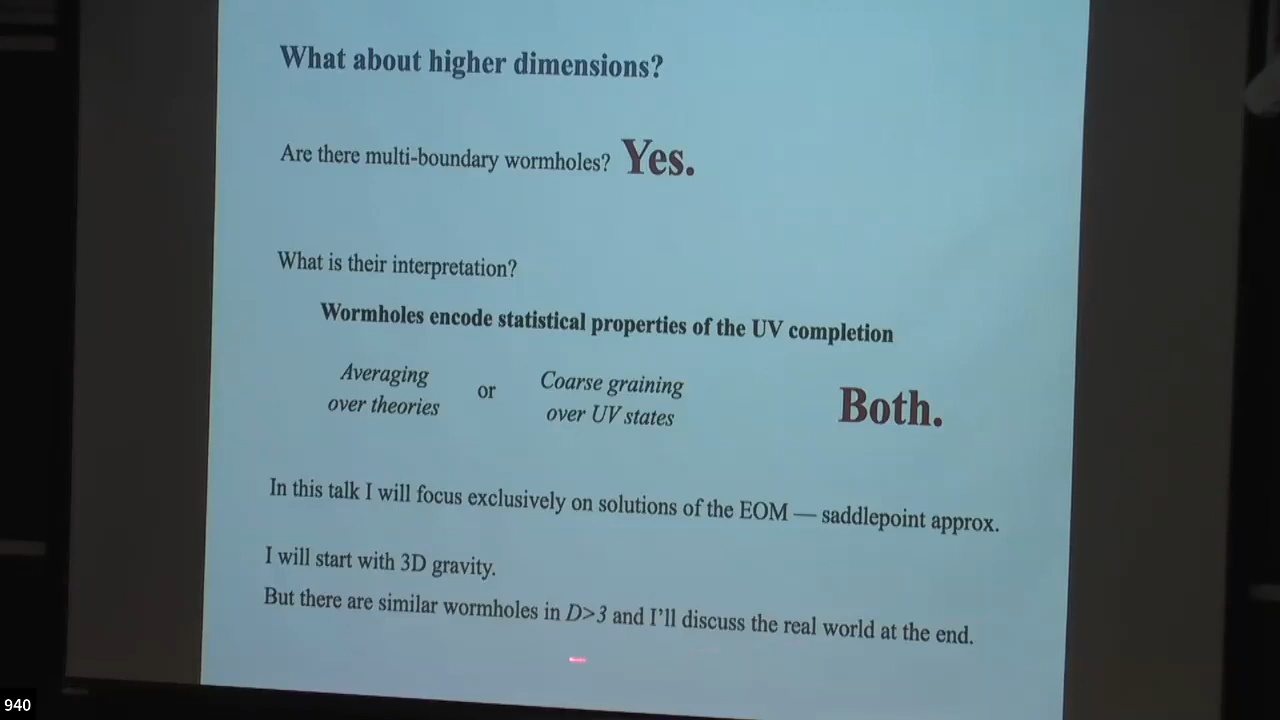 What about higher dimensions?
Are there multi-boundary wormholes? Yes.
What is their interpretation?
Wormholes encode statistical properties of the UV completion
Averaging
over theories
or
Coarse graining
over UV states
Both.
In this talk I will focus exclusively on solutions of the EOM — saddlepoint approx.
I will start with 3D gravity.
But there are similar wormholes in D>3 and I'll discuss the real world at the end.
940